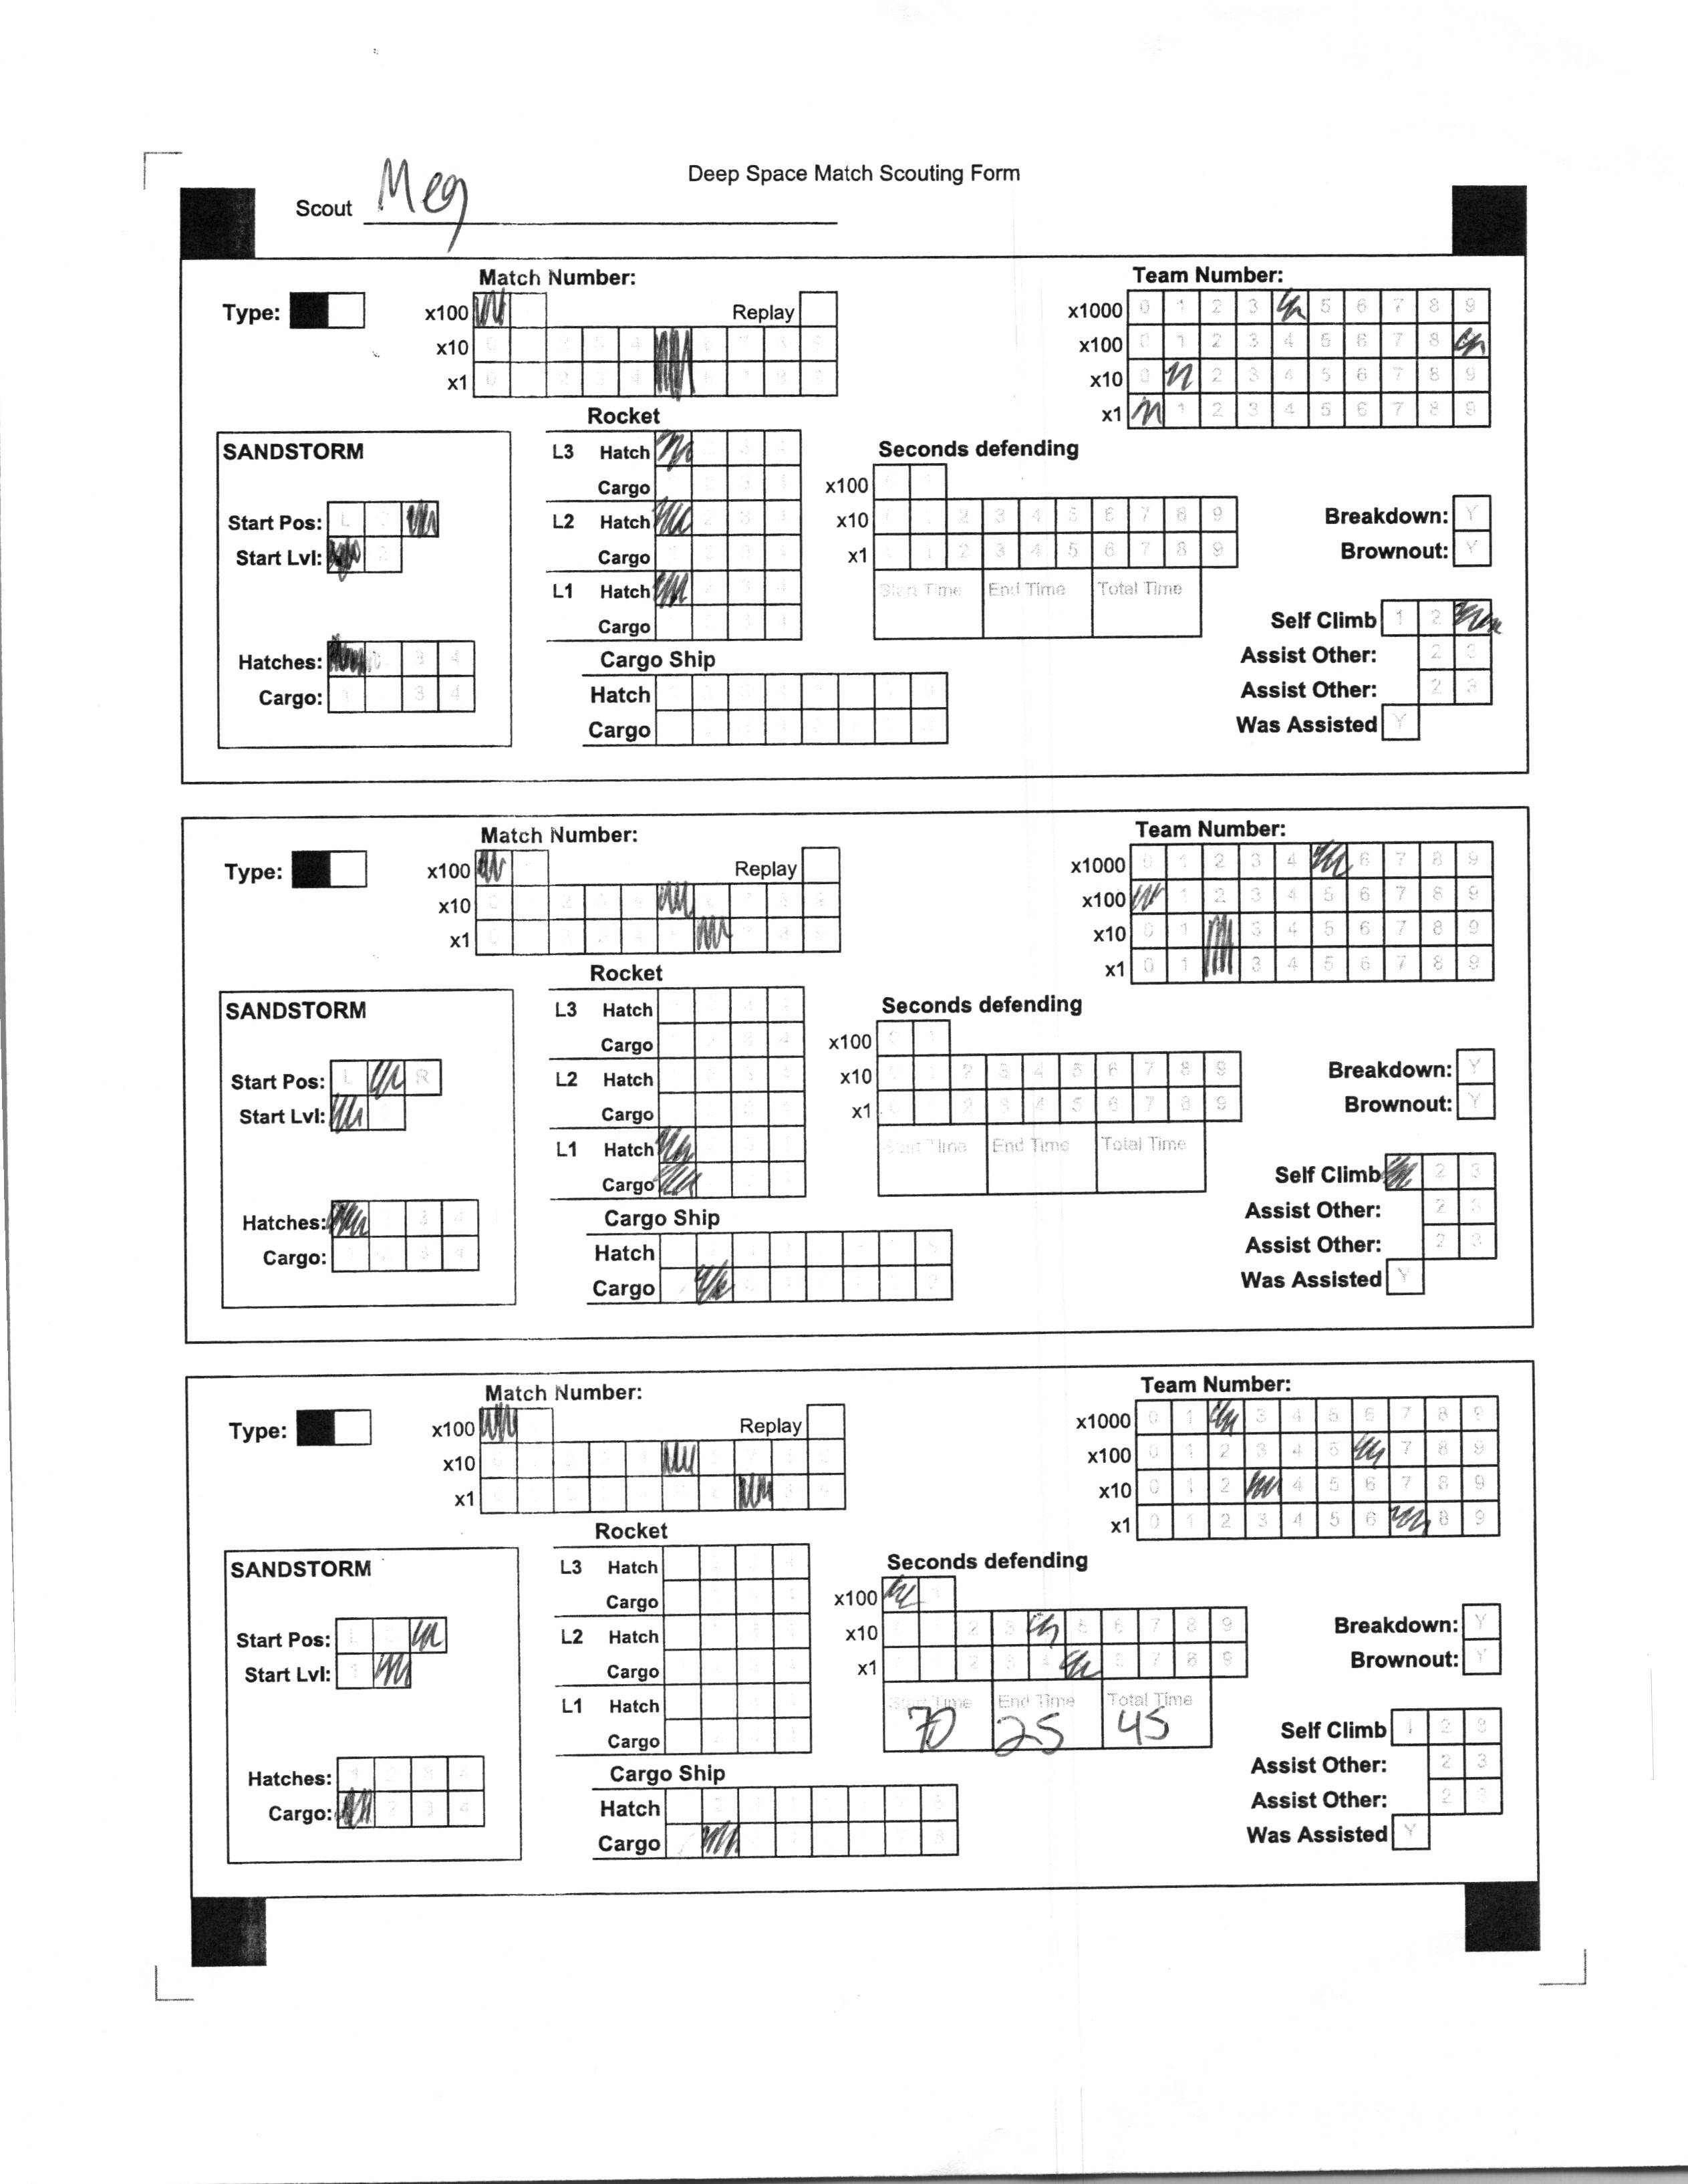 Deep Space Match Scouting Form
Scout Meg
Match Number: Team Number:
Type: x100 Replay x1000 0 1 2 3 5 6 7 8 9
x10 x100 0 1 2 3 4 5 6 7 8
x1 x10 0 2 3 4 5 6 7 8 9
x1 1 2 3 4 5 6 7 8 9
Rocket
SANDSTORM L3 Hatch Seconds defending
Cargo x100
Start Pos: L L2 Hatch x10 2 3 4 5 6 7 8 9 Breakdown: Y
Start Lvl: 2 Cargo x1 1 2 3 4 5 6 7 8 9 Brownout: Y
L1 Hatch Start Time End Time Total Time
Cargo Self Climb 1 2
Hatches: 3 4 Cargo Ship Assist Other: 2 3
Cargo: 1 3 4 Hatch Assist Other: 2 3
Cargo Was Assisted Y
Match Number: Team Number:
Type: x100 Replay x1000 0 1 2 3 4 6 7 8 9
x10 x100 1 2 3 4 5 6 7 8 9
x1 x10 0 1 3 4 5 6 7 8 9
x1 0 1 3 4 5 6 7 8 9
Rocket
SANDSTORM L3 Hatch Seconds defending
Cargo x100
Start Pos: L R L2 Hatch x10 2 3 4 5 6 7 8 9 Breakdown: Y
Start Lvl: Cargo x1 2 3 4 5 6 7 8 9 Brownout: Y
L1 Hatch Start Time End Time Total Time
Cargo Self Climb 2 3
Hatches: 3 4 Cargo Ship Assist Other: 2 3
Cargo: 3 4 Hatch Assist Other: 2 3
Cargo Was Assisted Y
Match Number: Team Number:
Type: x100 Replay x1000 0 1 3 4 5 6 7 8 9
x10 x100 0 1 2 3 4 5 7 8 9
x1 x10 0 1 2 4 5 6 7 8 9
x1 0 1 2 3 4 5 6 8 9
Rocket
SANDSTORM L3 Hatch Seconds defending
Cargo x100
Start Pos: L2 Hatch x10 2 3 5 6 7 8 9 Breakdown: Y
Start Lvl: 1 Cargo x1 2 3 4 6 7 8 9 Brownout: Y
L1 Hatch Start Time End Time Total Time
Cargo 70 25 45 Self Climb 1 2 3
Hatches: 1 2 3 4 Cargo Ship Assist Other: 2 3
Cargo: 2 3 4 Hatch Assist Other: 2 3
Cargo Was Assisted Y